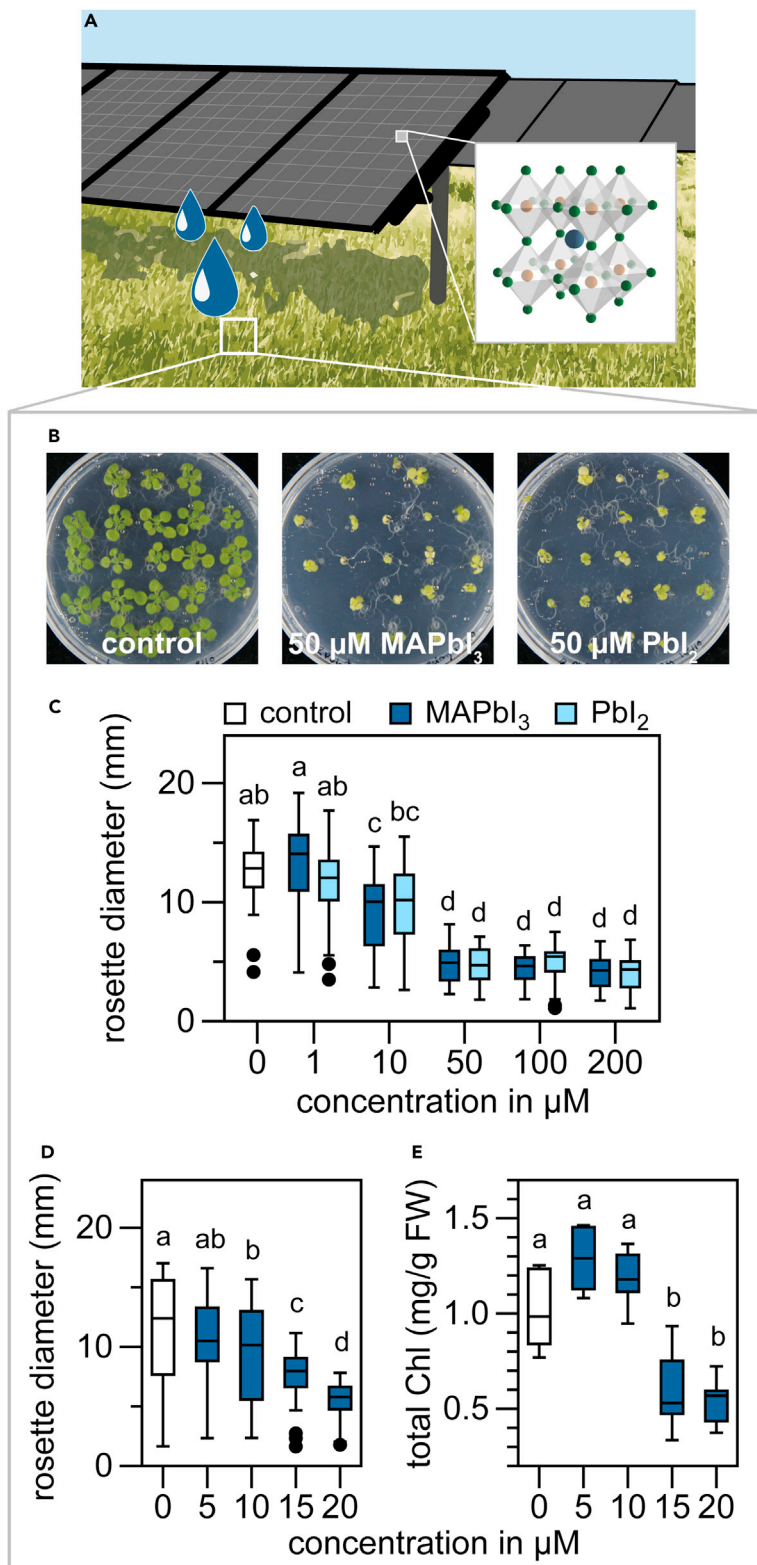 A
B
control
50 µM MAPbI₃
50 µM PbI₂
C
control MAPbI₃ PbI₂
rosette diameter (mm)
20
10
0
ab a ab c bc d d d d d d
0 1 10 50 100 200
concentration in µM
D
rosette diameter (mm)
20
10
0
a ab b c d
0 5 10 15 20
E
total Chl (mg/g FW)
1.5
1.0
0.5
a a a b b
0 5 10 15 20
concentration in µM